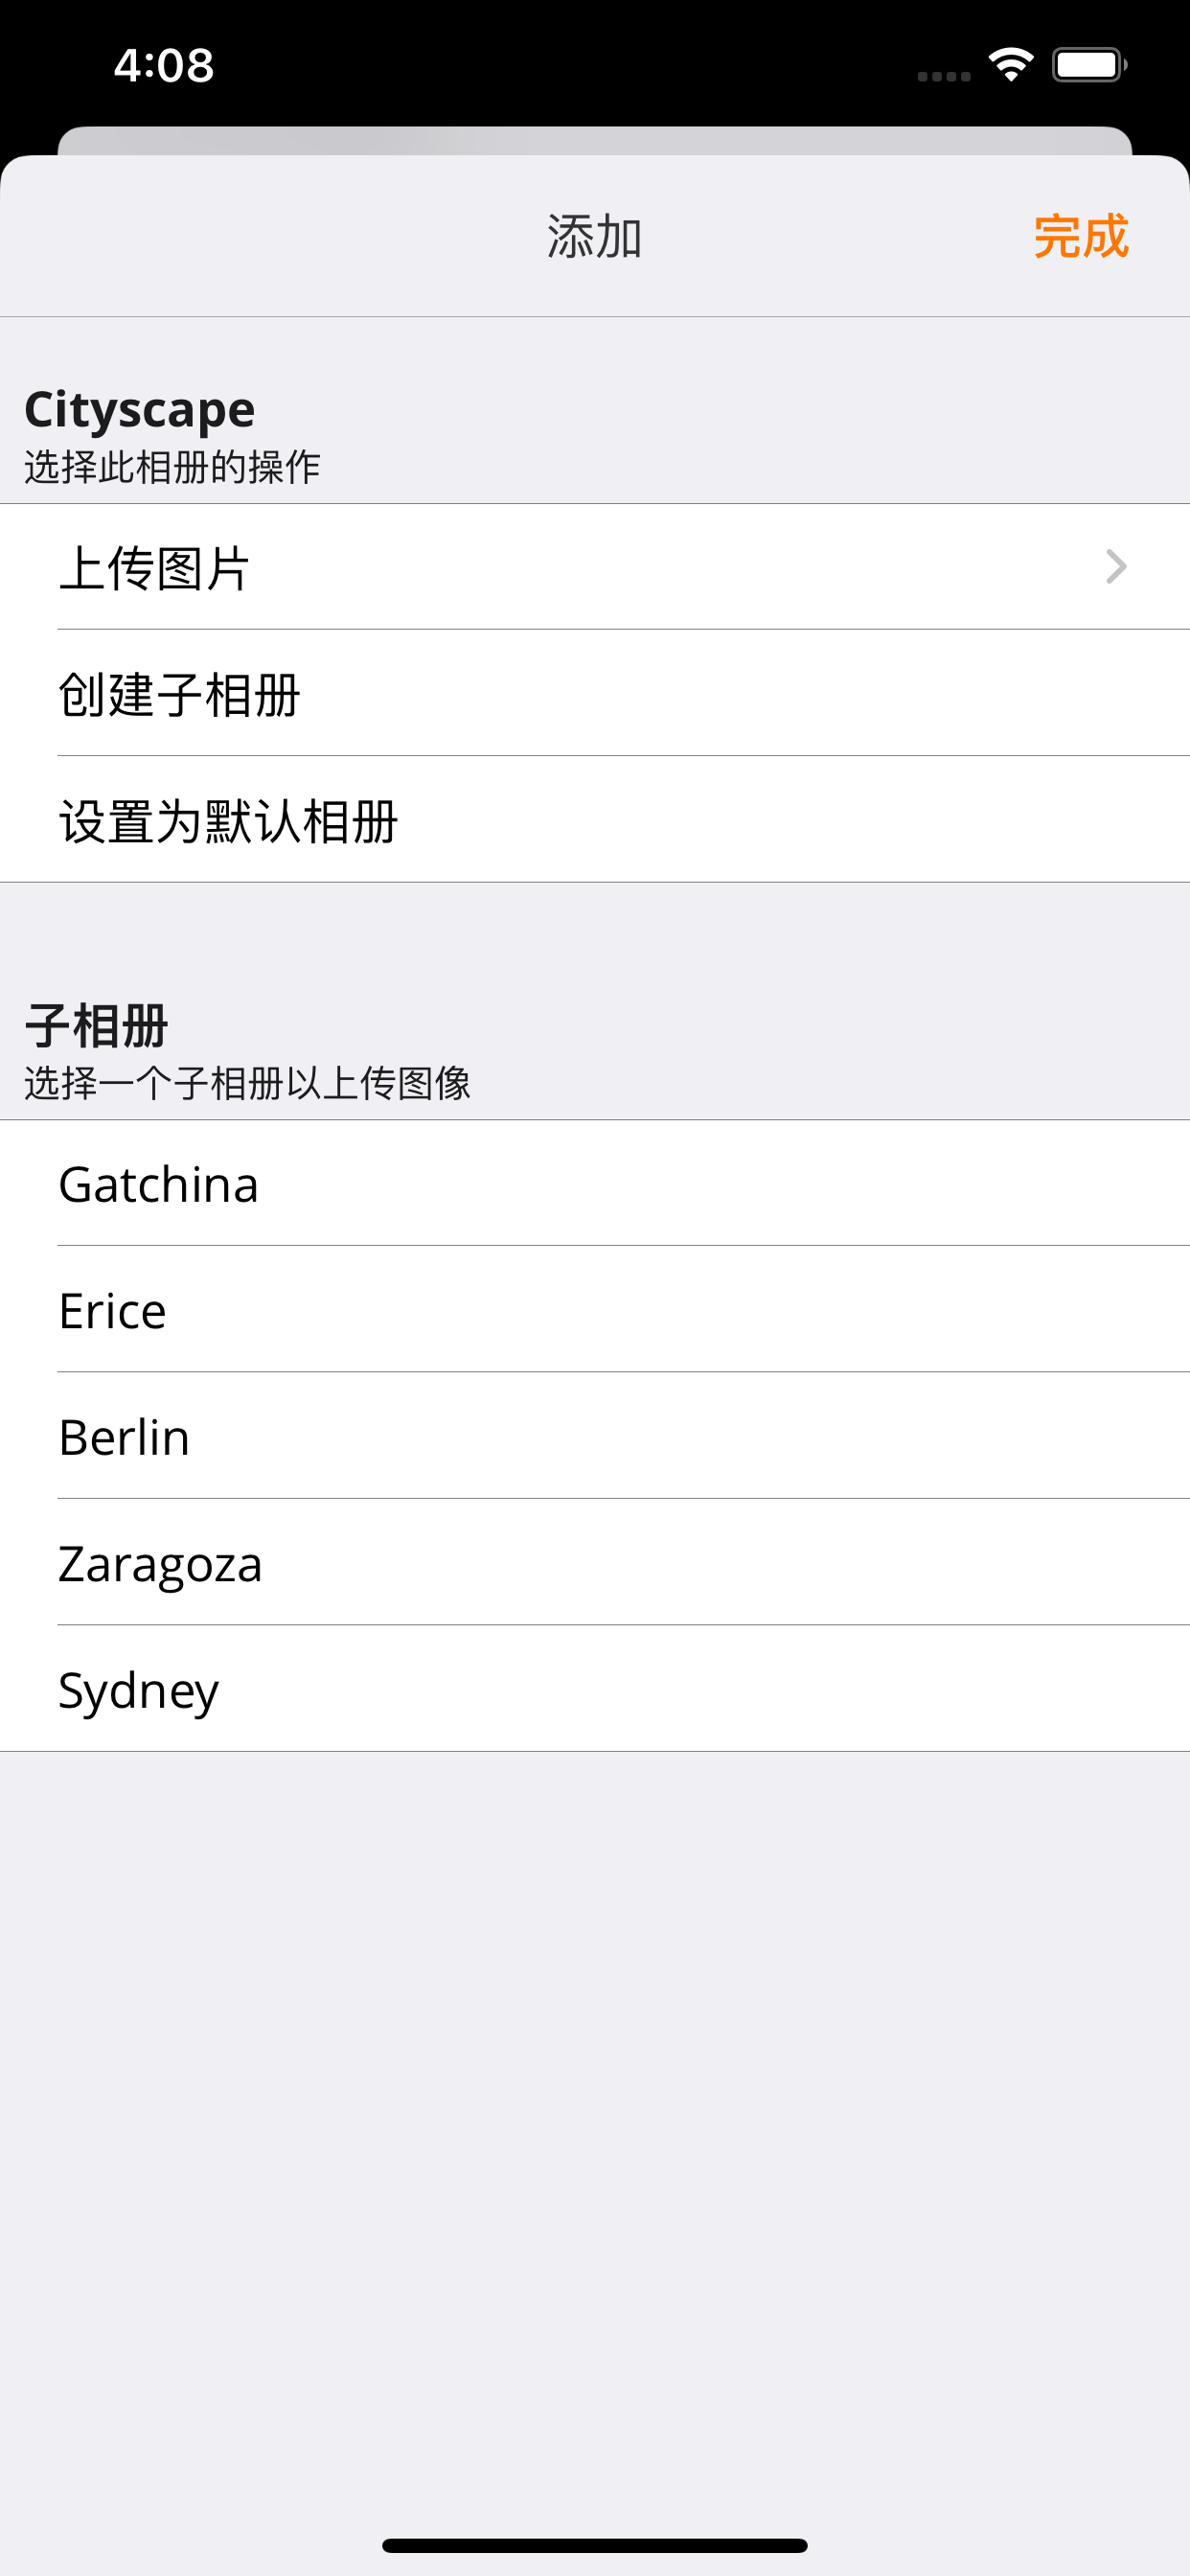 4:08
添加
完成
Cityscape
选择此相册的操作
上传图片
创建子相册
设置为默认相册
子相册
选择一个子相册以上传图像
Gatchina
Erice
Berlin
Zaragoza
Sydney